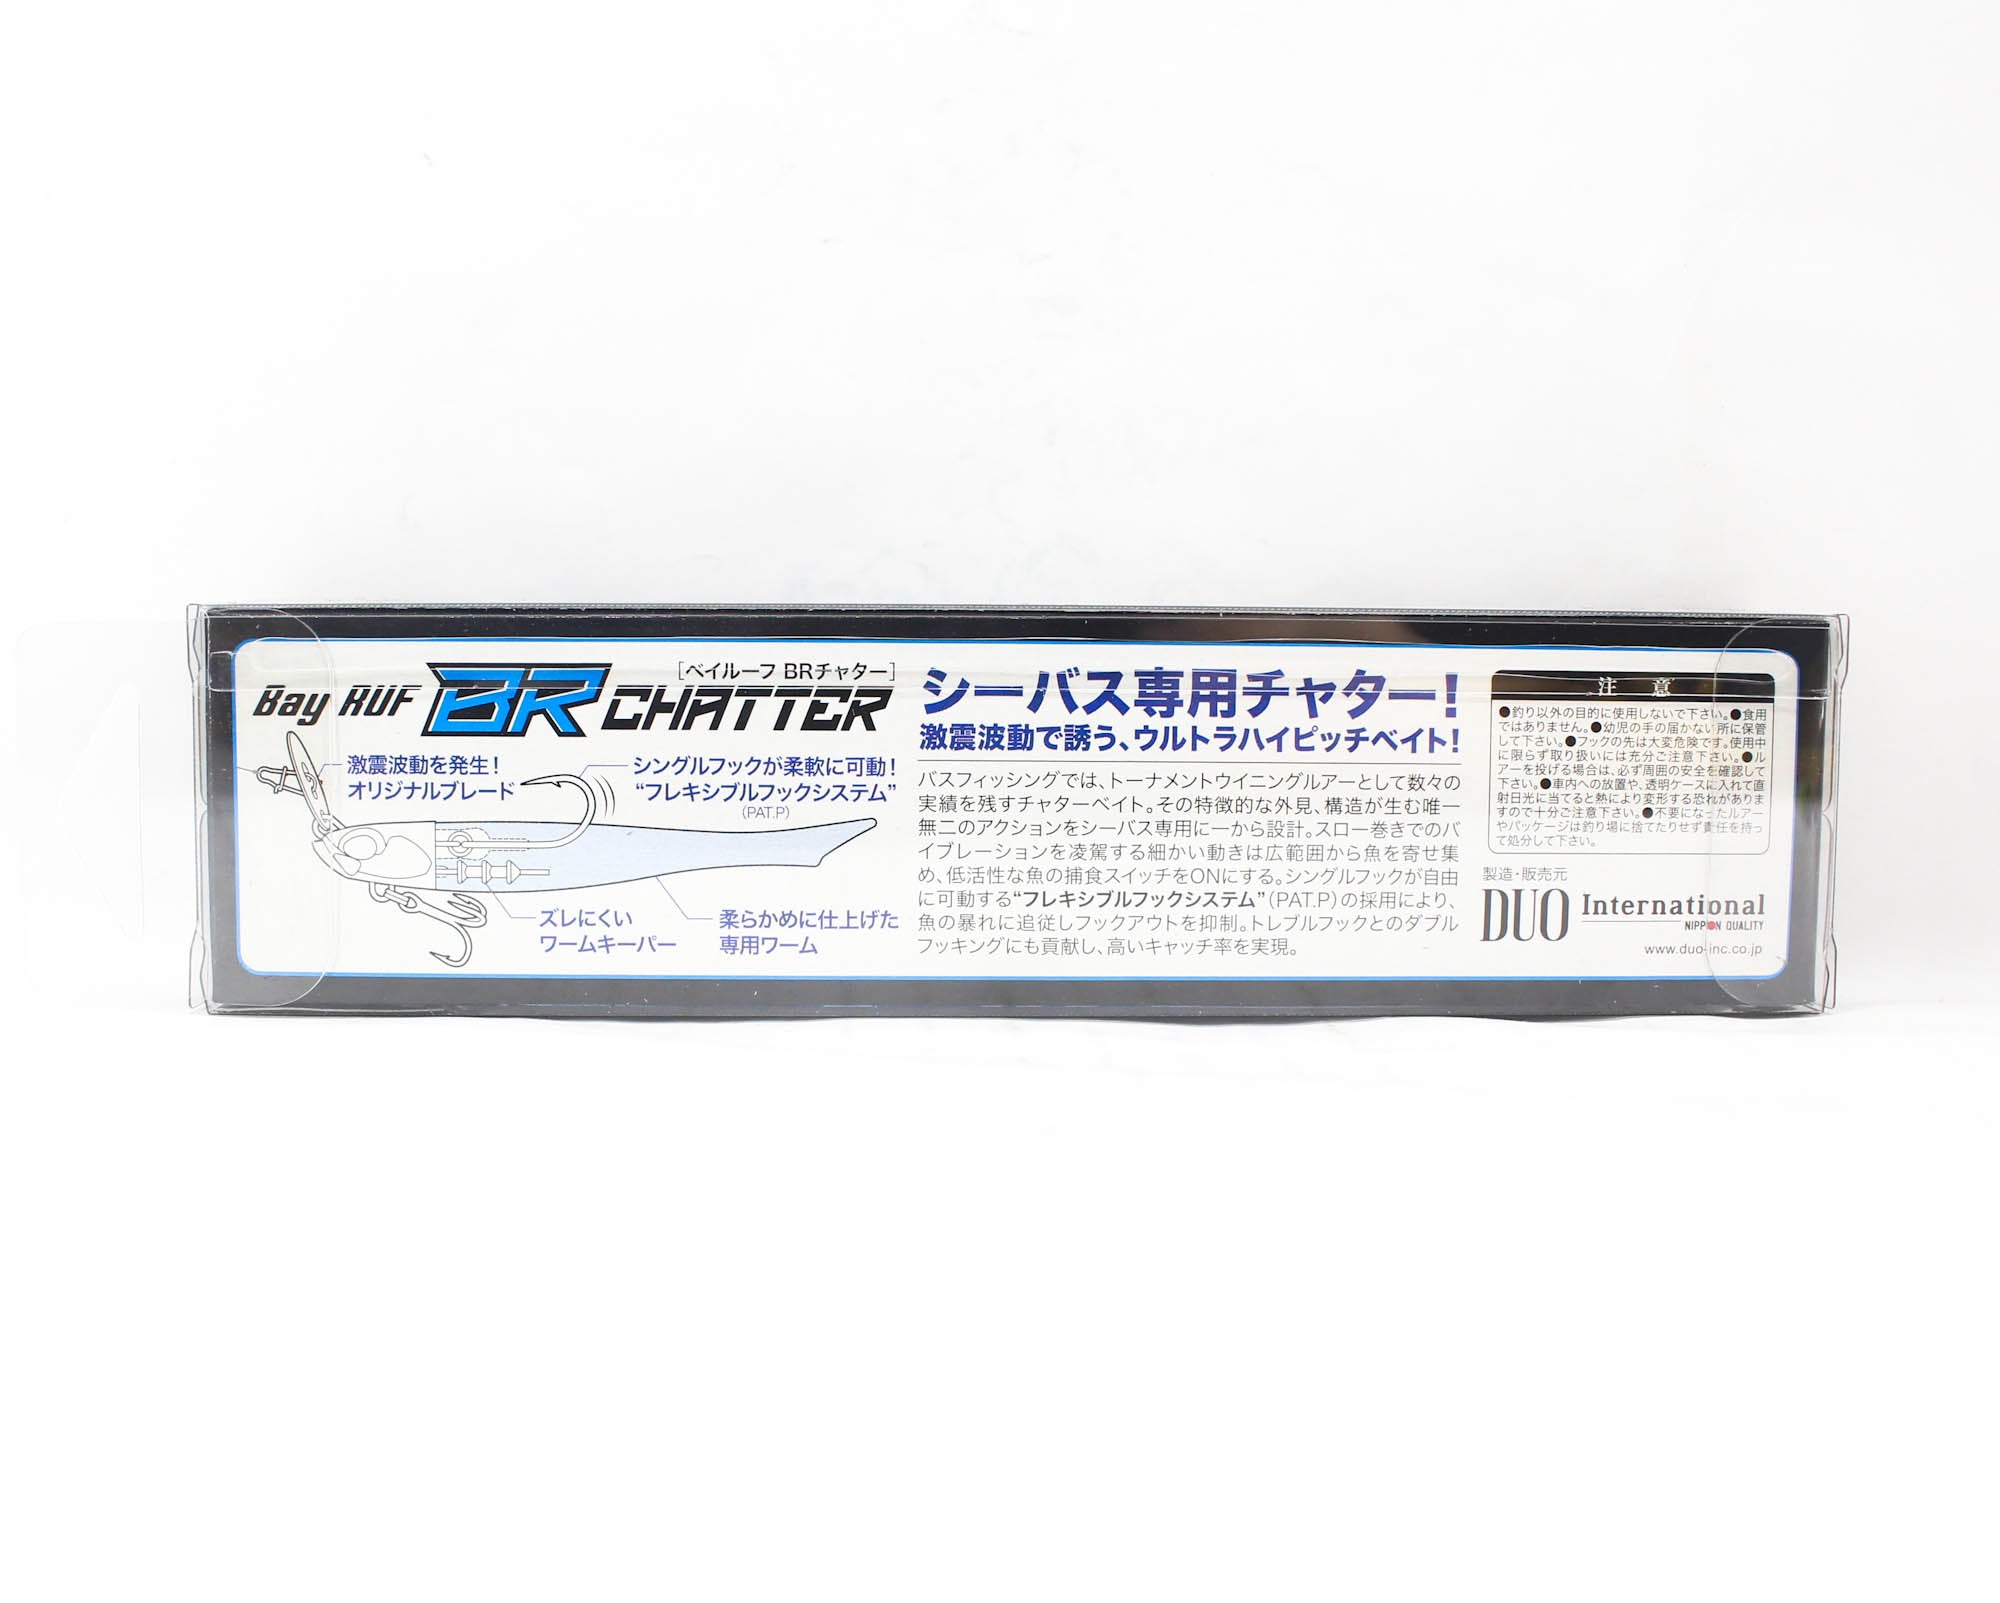 [ベイルーフ BRチャター]
Bay RUF BR CHATTER
激震波動を発生！
オリジナルブレード
シングルフックが柔軟に可動！
“フレキシブルフックシステム”
(PAT.P)
ズレにくい
ワームキーパー
柔らかめに仕上げた
専用ワーム
シーバス専用チャター！
激震波動で誘う、ウルトラハイピッチベイト！
バスフィッシングでは、トーナメントウイニングルアーとして数々の
実績を残すチャターベイト。その特徴的な外見、構造が生む唯一
無二のアクションをシーバス専用に一から設計。スロー巻きでのバ
イブレーションを凌駕する細かい動きは広範囲から魚を寄せ集
め、低活性な魚の捕食スイッチをONにする。シングルフックが自由
に可動する“フレキシブルフックシステム”(PAT.P)の採用により、
魚の暴れに追従しフックアウトを抑制。トレブルフックとのダブル
フッキングにも貢献し、高いキャッチ率を実現。
注 意
●釣り以外の目的に使用しないで下さい。●食用
ではありません。●幼児の手の届かない所に保管
して下さい。●フックの先は大変危険です。使用中
に限らず取り扱いには充分ご注意下さい。●ル
アーを投げる場合は、必ず周囲の安全を確認して
下さい。●車内への放置や、透明ケースに入れて直
射日光に当てると熱により変形する恐れがありま
すので十分ご注意下さい。●不要になったルアー
やパッケージは釣り場に捨てたりせず責任を持っ
て処分して下さい。
製造・販売元
DUO International
NIPPON QUALITY
www.duo-inc.co.jp